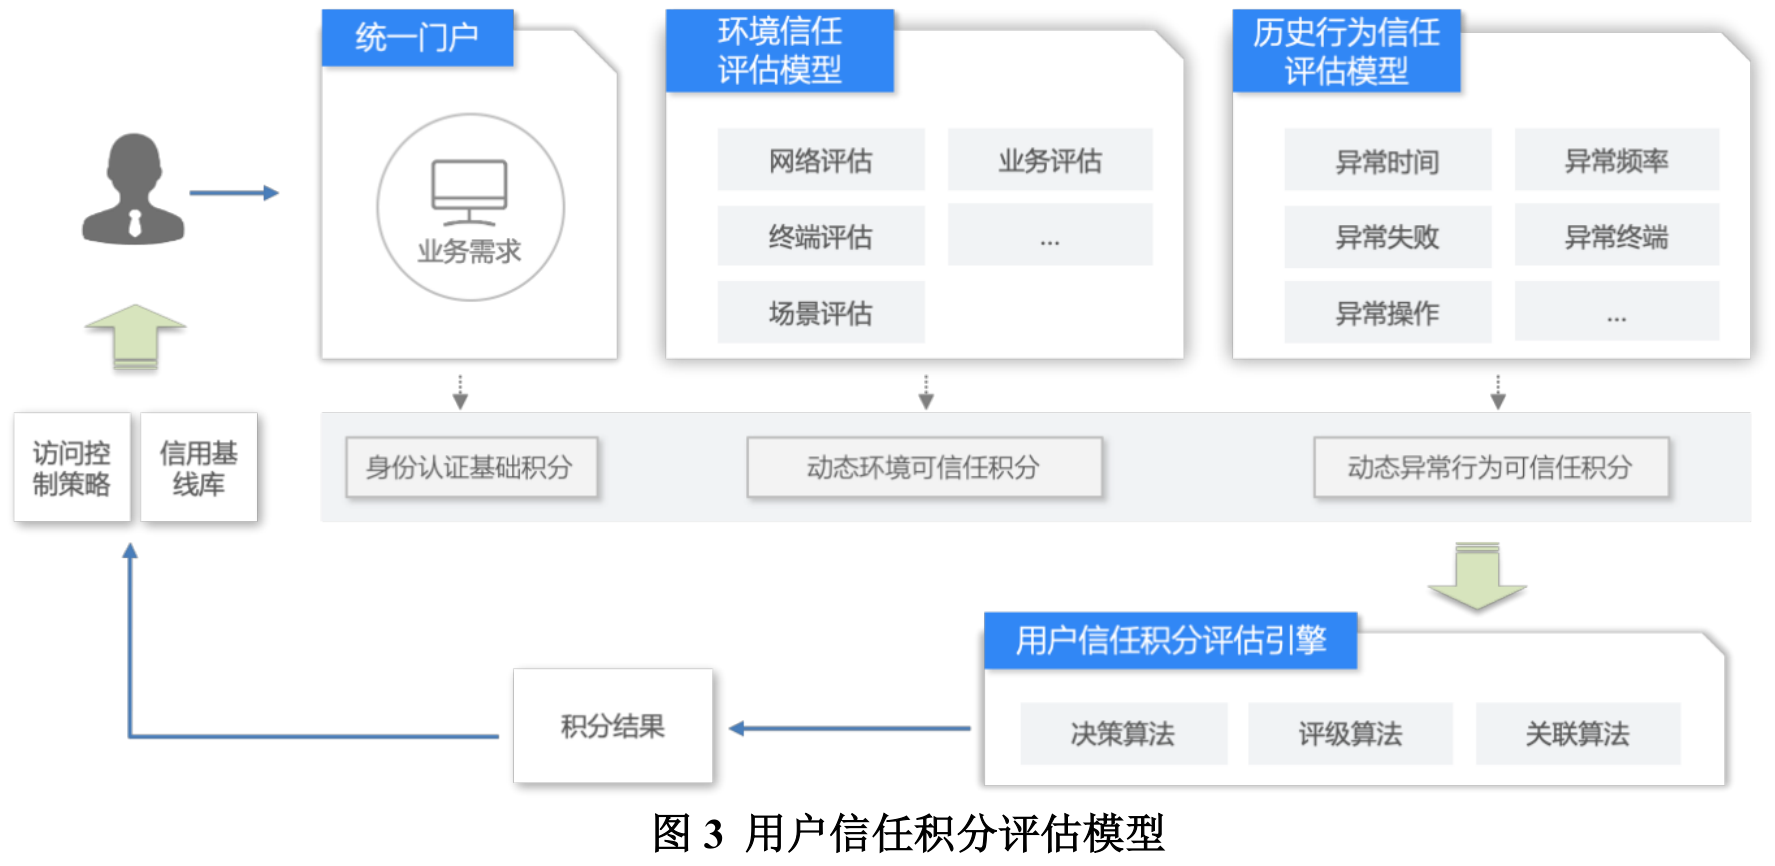 统一门户
业务需求
环境信任
评估模型
网络评估
业务评估
终端评估
...
场景评估
历史行为信任
评估模型
异常时间
异常频率
异常失败
异常终端
异常操作
...
访问控
制策略
信用基
线库
身份认证基础积分
动态环境可信任积分
动态异常行为可信任积分
用户信任积分评估引擎
决策算法
评级算法
关联算法
积分结果
图 3 用户信任积分评估模型